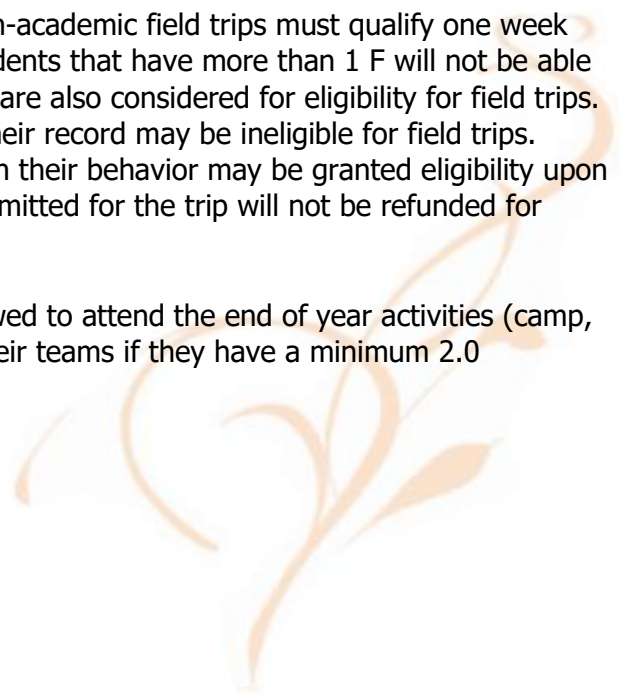 n-academic field trips must qualify one week
dents that have more than 1 F will not be able
are also considered for eligibility for field trips.
heir record may be ineligible for field trips.
n their behavior may be granted eligibility upon
mitted for the trip will not be refunded for
wed to attend the end of year activities (camp,
eir teams if they have a minimum 2.0